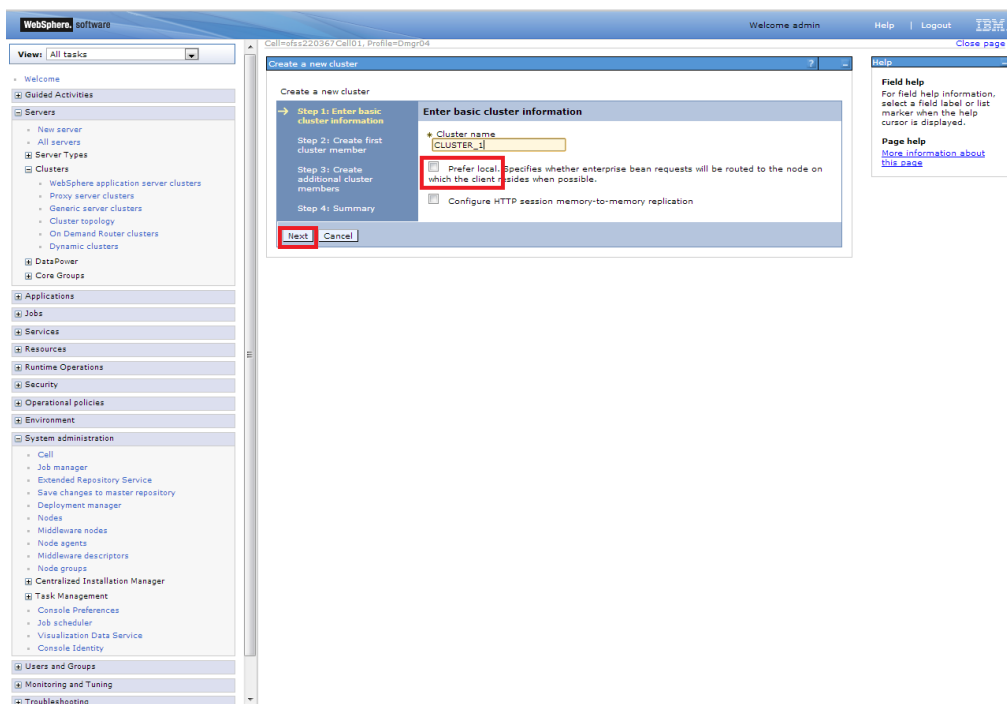 WebSphere. software
Welcome admin
Help | Logout
IBM
View: All tasks
Cell=ofss220367Cell01, Profile=Dmgr04
Close page
Welcome
Guided Activities
Servers
New server
All servers
Server Types
Clusters
WebSphere application server clusters
Proxy server clusters
Generic server clusters
Cluster topology
On Demand Router clusters
Dynamic clusters
DataPower
Core Groups
Applications
Jobs
Services
Resources
Runtime Operations
Security
Operational policies
Environment
System administration
Cell
Job manager
Extended Repository Service
Save changes to master repository
Deployment manager
Nodes
Middleware nodes
Node agents
Middleware descriptors
Node groups
Centralized Installation Manager
Task Management
Console Preferences
Job scheduler
Visualization Data Service
Console Identity
Users and Groups
Monitoring and Tuning
Troubleshooting
Create a new cluster
? _
Create a new cluster
Step 1: Enter basic
cluster information
Step 2: Create first
cluster member
Step 3: Create
additional cluster
members
Step 4: Summary
Enter basic cluster information
* Cluster name
CLUSTER_1
Prefer local. Specifies whether enterprise bean requests will be routed to the node on
which the client resides when possible.
Configure HTTP session memory-to-memory replication
Next Cancel
Help
Field help
For field help information,
select a field label or list
marker when the help
cursor is displayed.
Page help
More information about
this page